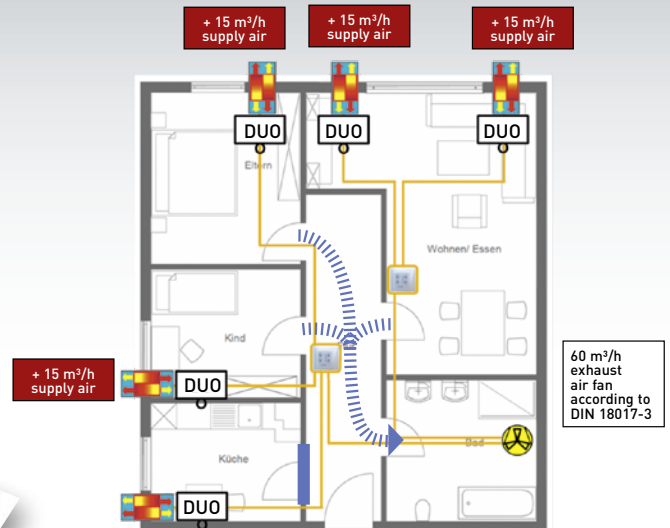 + 15 m³/h
supply air
+ 15 m³/h
supply air
+ 15 m³/h
supply air
DUO
DUO
DUO
Eltern
Wohnen/ Essen
Kind
+ 15 m³/h
supply air
DUO
60 m³/h
exhaust
air fan
according to
DIN 18017-3
Bad
Küche
DUO